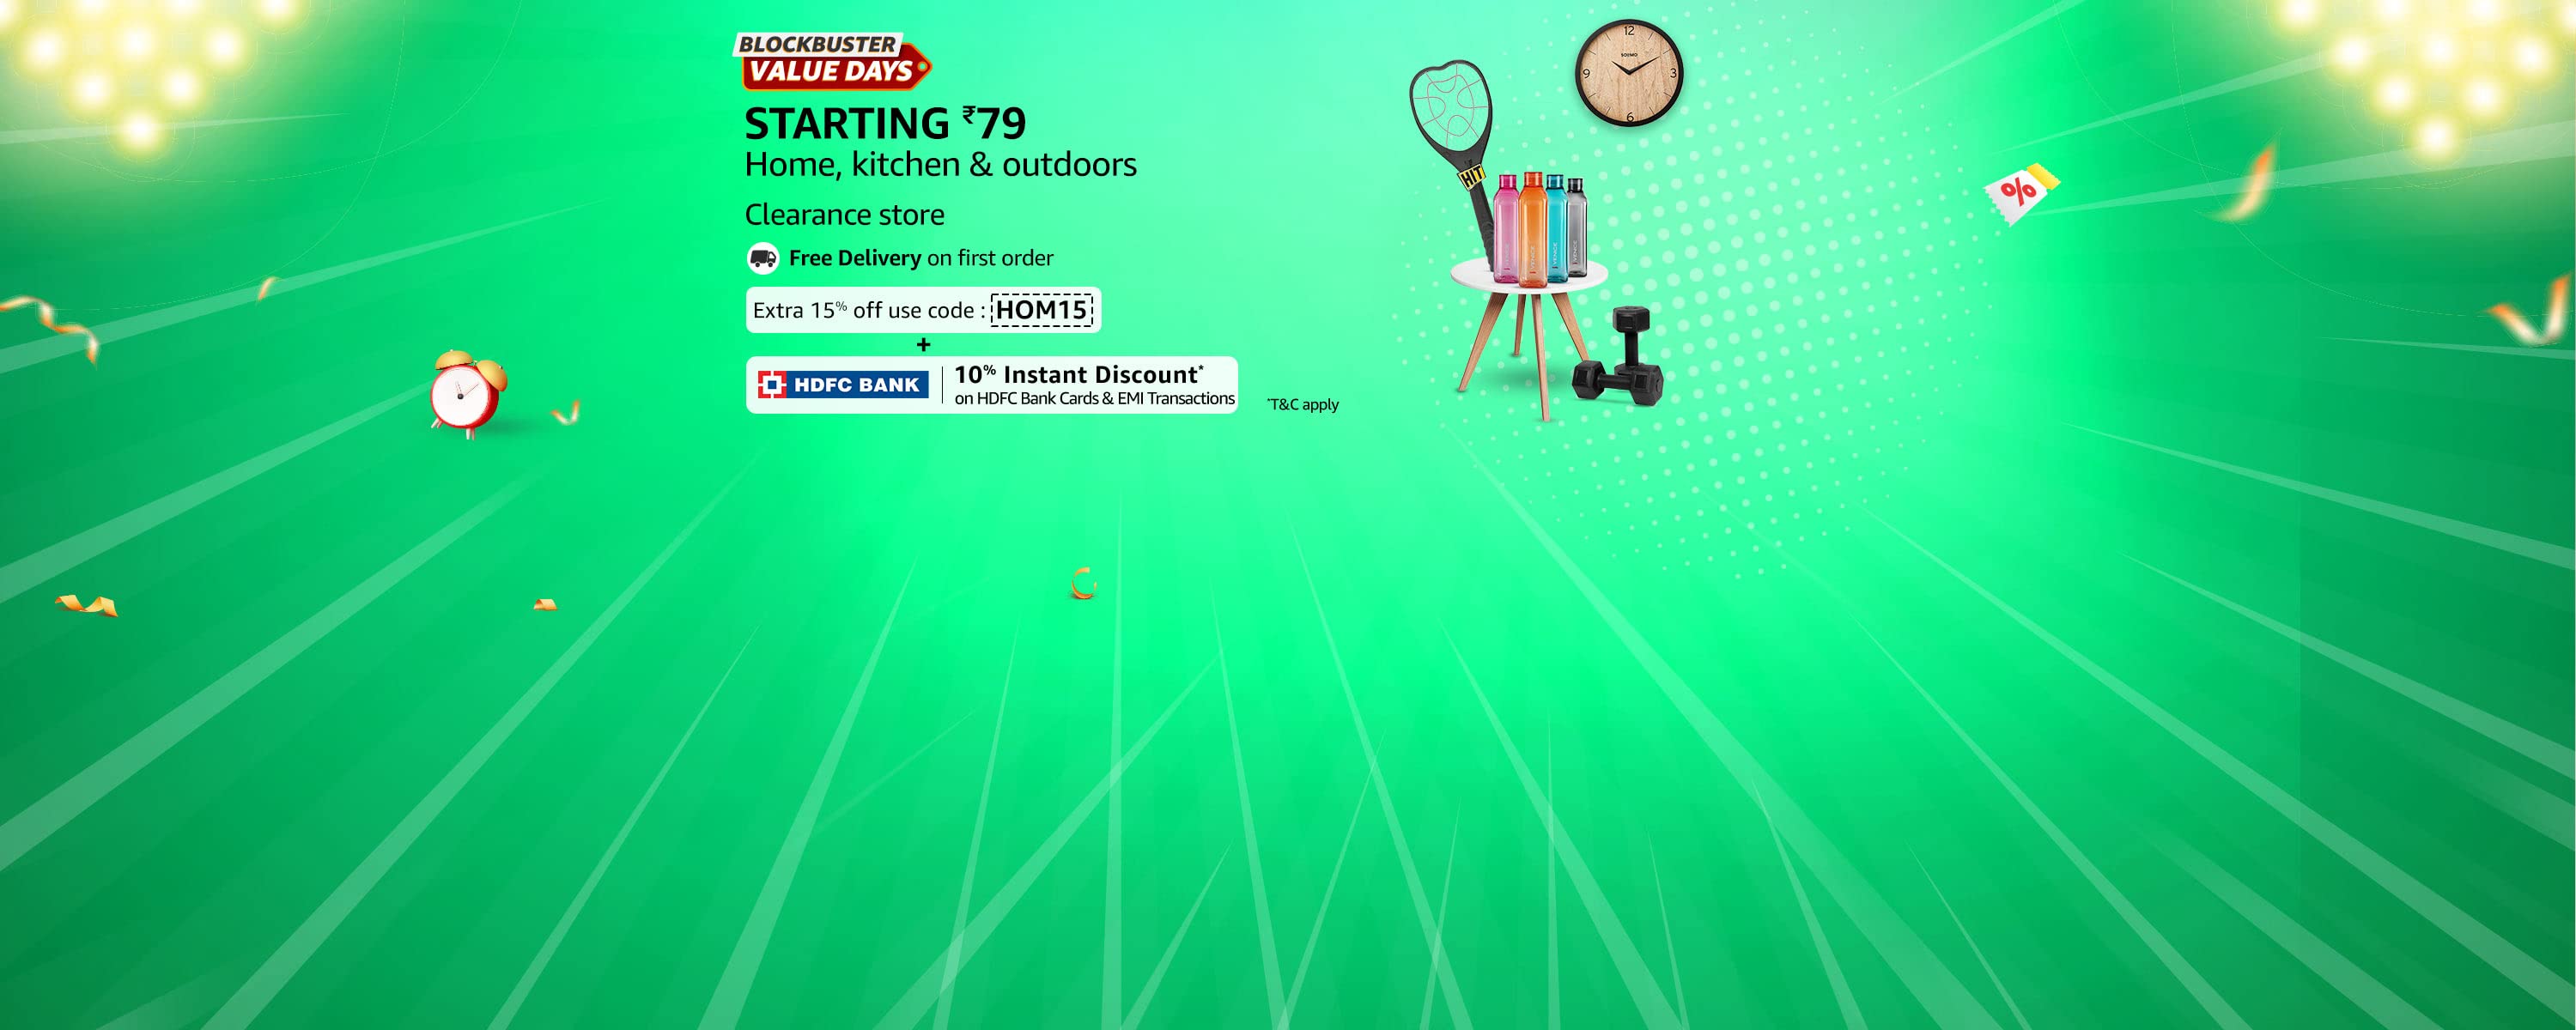 BLOCKBUSTER
VALUE DAYS
STARTING ₹79
Home, kitchen & outdoors
Clearance store
Free Delivery on first order
Extra 15% off use code : HOM15
+
HDFC BANK
10% Instant Discount*
on HDFC Bank Cards & EMI Transactions
*T&C apply
12
SOLIMO
9
3
6
HIT
%